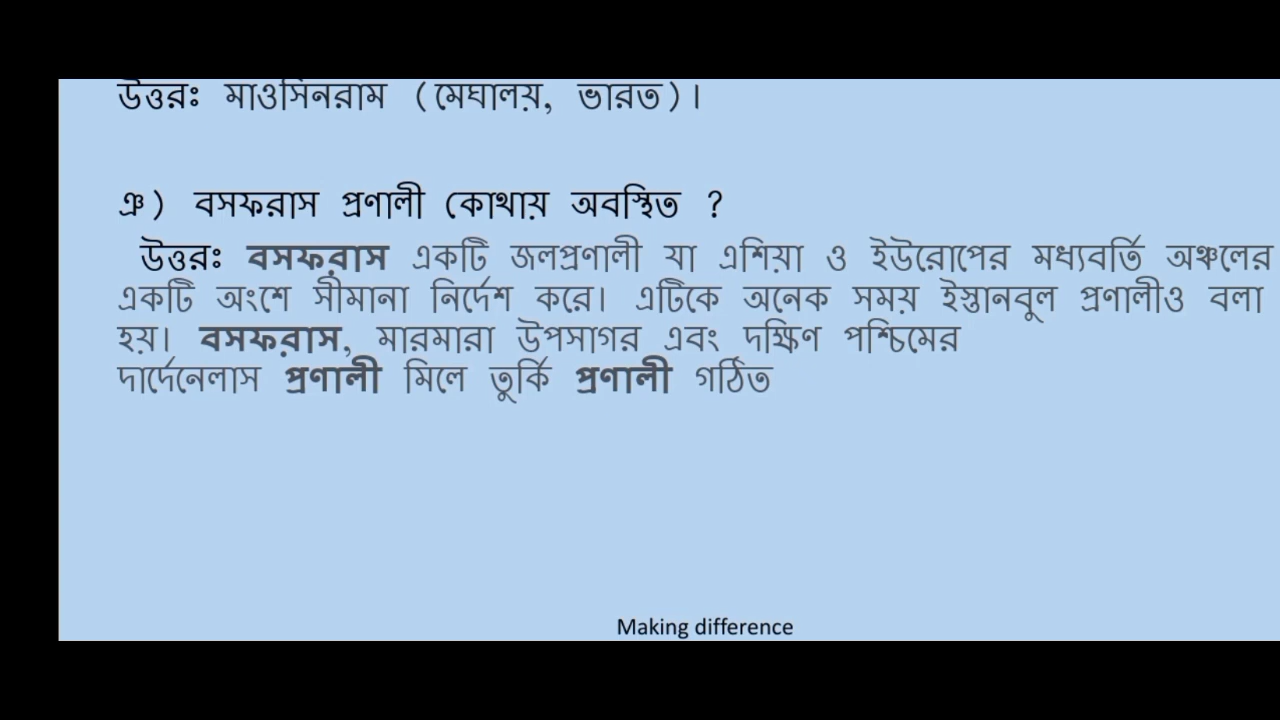 উত্তরঃ মাওসিনরাম (মেঘালয়, ভারত)।
ঞ) বসফরাস প্রণালী কোথায় অবস্থিত ?
উত্তরঃ বসফরাস একটি জলপ্রণালী যা এশিয়া ও ইউরোপের মধ্যবর্তি অঞ্চলের
একটি অংশে সীমানা নির্দেশ করে। এটিকে অনেক সময় ইস্তানবুল প্রণালীও বলা
হয়। বসফরাস, মারমারা উপসাগর এবং দক্ষিণ পশ্চিমের
দার্দেনেলাস প্রণালী মিলে তুর্কি প্রণালী গঠিত
Making difference